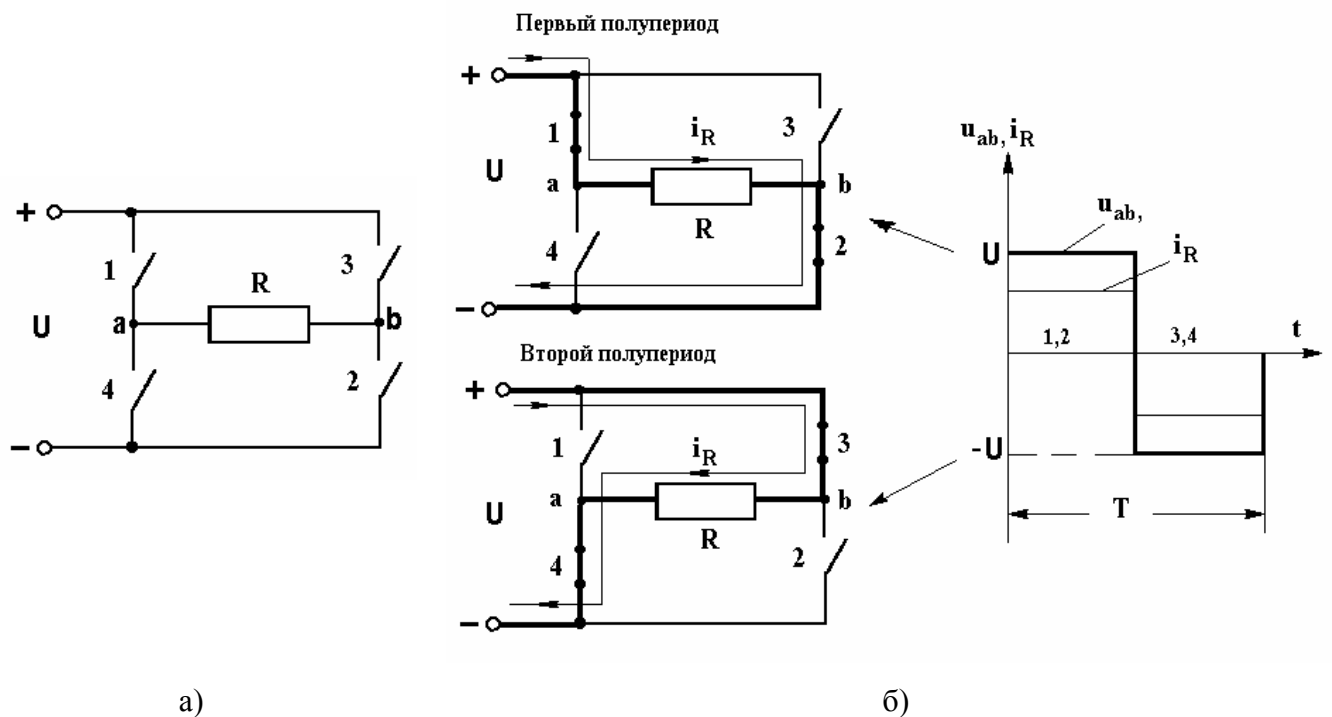 +
1
3
R
U
a
b
4
2
−
а)
Первый полупериод
+
1
3
i_R
U
a
b
R
4
2
−
Второй полупериод
+
1
3
i_R
U
a
b
R
4
2
−
u_ab, i_R
u_ab,
U
i_R
1,2
3,4
t
-U
T
б)